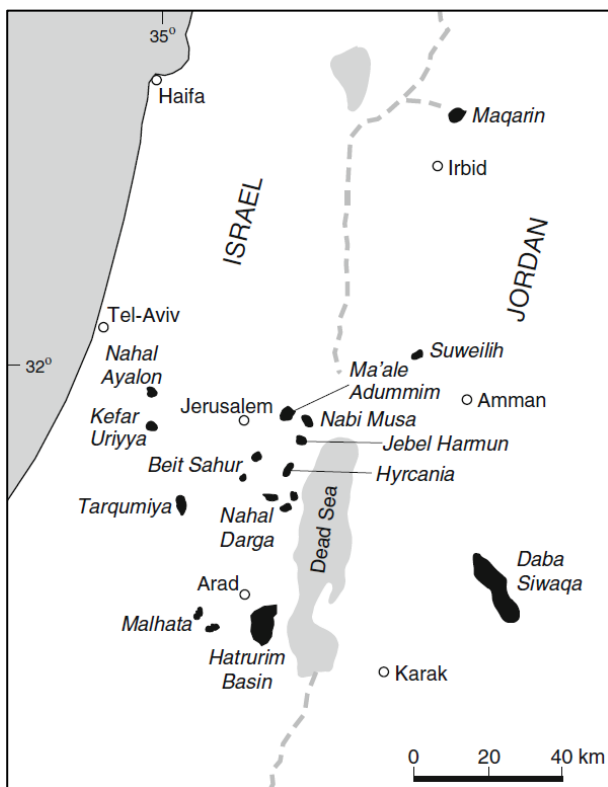 35°
Haifa
Maqarin
Irbid
ISRAEL
JORDAN
Tel-Aviv
32°
Nahal
Ayalon
Suweilih
Ma'ale
Adummim
Amman
Kefar
Uriyya
Jerusalem
Nabi Musa
Jebel Harmun
Beit Sahur
Hyrcania
Tarqumiya
Nahal
Darga
Dead Sea
Daba
Siwaqa
Arad
Malhata
Hatrurim
Basin
Karak
0 20 40 km